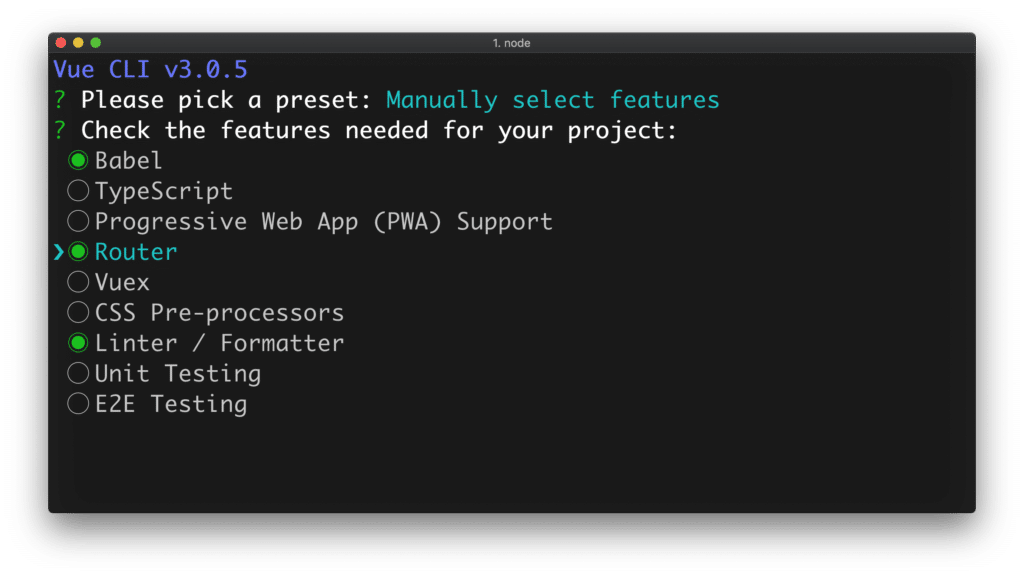 1. node
Vue CLI v3.0.5
? Please pick a preset: Manually select features
? Check the features needed for your project:
◉ Babel
◯ TypeScript
◯ Progressive Web App (PWA) Support
❯◉ Router
◯ Vuex
◯ CSS Pre-processors
◉ Linter / Formatter
◯ Unit Testing
◯ E2E Testing